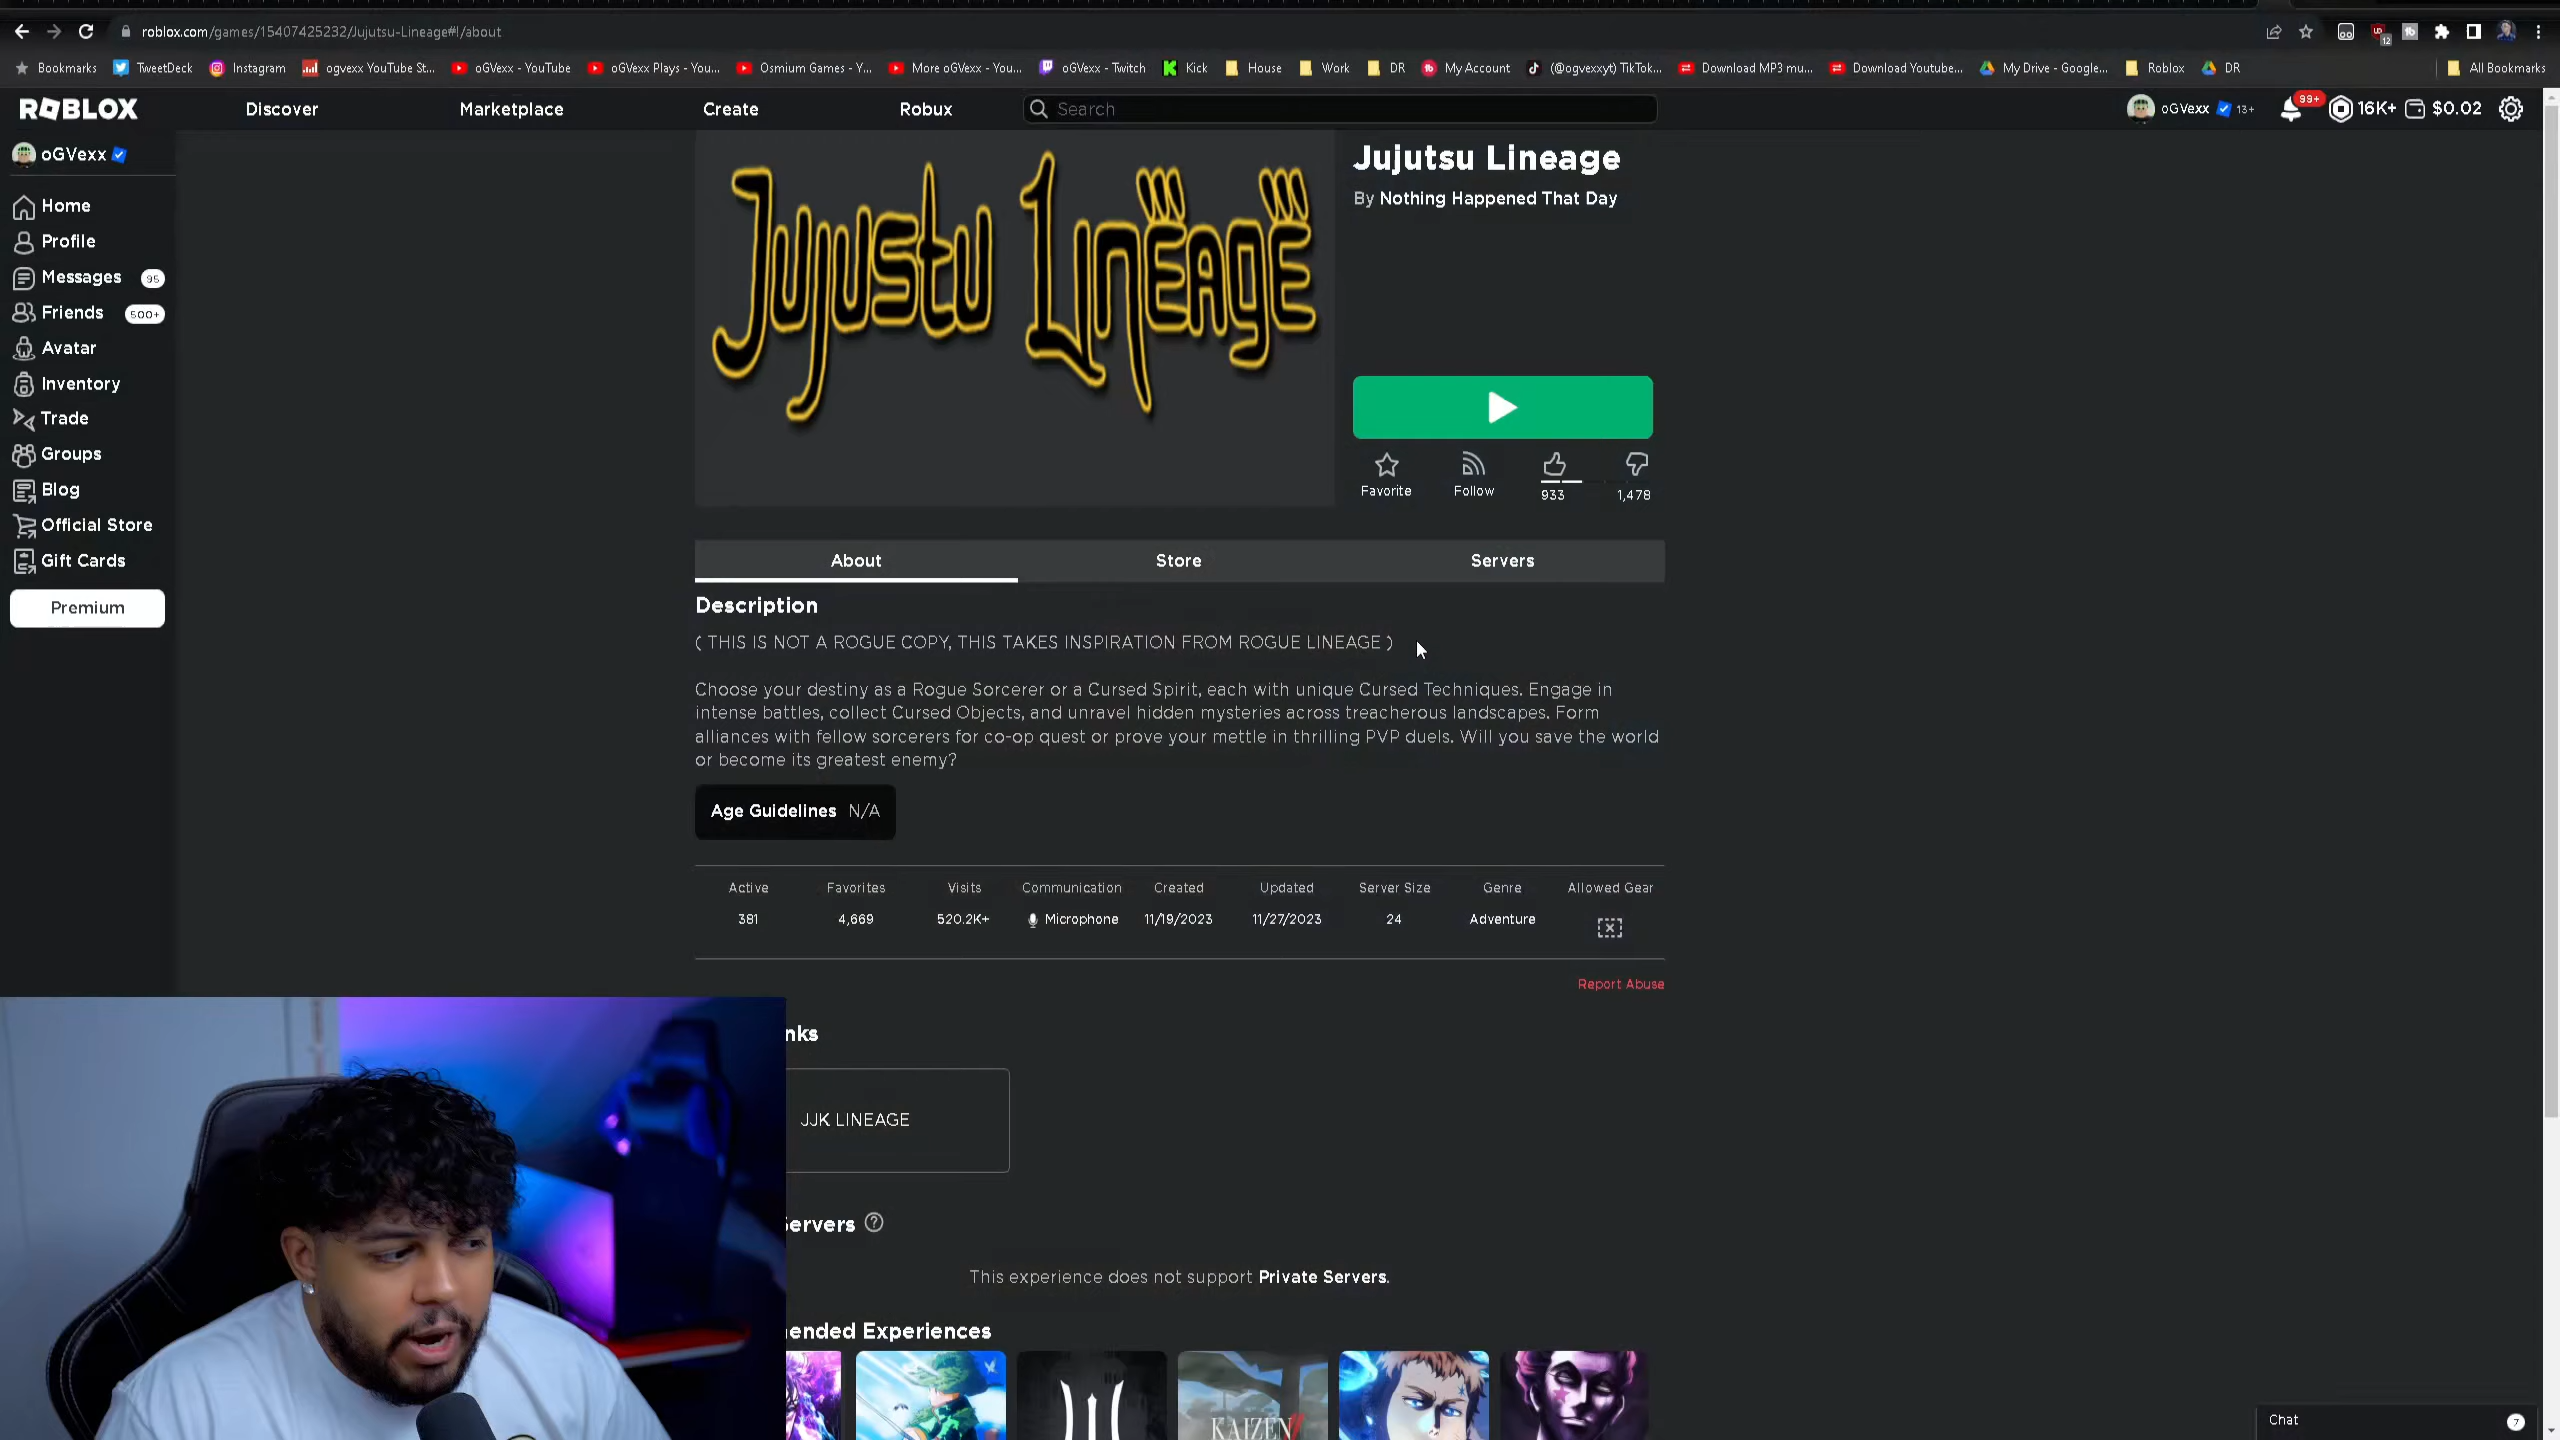 roblox.com/games/15407425232/Jujutsu-Lineage#!/about
Bookmarks TweetDeck Instagram ogvexx YouTube St... oGVexx - YouTube oGVexx Plays - You... Osmium Games - Y... More oGVexx - You... oGVexx - Twitch Kick House Work DR My Account (@ogvexxyt) TikTok... Download MP3 mu... Download Youtube... My Drive - Google... Roblox DR All Bookmarks
ROBLOX Discover Marketplace Create Robux Search oGVexx 13+ 99+ 16K+ $0.02
oGVexx
Home
Profile
Messages 95
Friends 500+
Avatar
Inventory
Trade
Groups
Blog
Official Store
Gift Cards
Premium
Jujustu Lineage
Jujutsu Lineage
By Nothing Happened That Day
Favorite Follow 933 1,478
About Store Servers
Description
( THIS IS NOT A ROGUE COPY, THIS TAKES INSPIRATION FROM ROGUE LINEAGE )
Choose your destiny as a Rogue Sorcerer or a Cursed Spirit, each with unique Cursed Techniques. Engage in
intense battles, collect Cursed Objects, and unravel hidden mysteries across treacherous landscapes. Form
alliances with fellow sorcerers for co-op quest or prove your mettle in thrilling PVP duels. Will you save the world
or become its greatest enemy?
Age Guidelines N/A
Active Favorites Visits Communication Created Updated Server Size Genre Allowed Gear
381 4,669 520.2K+ Microphone 11/19/2023 11/27/2023 24 Adventure
Report Abuse
nks
JJK LINEAGE
Servers
This experience does not support Private Servers.
ended Experiences
KAIZEN
Chat 7